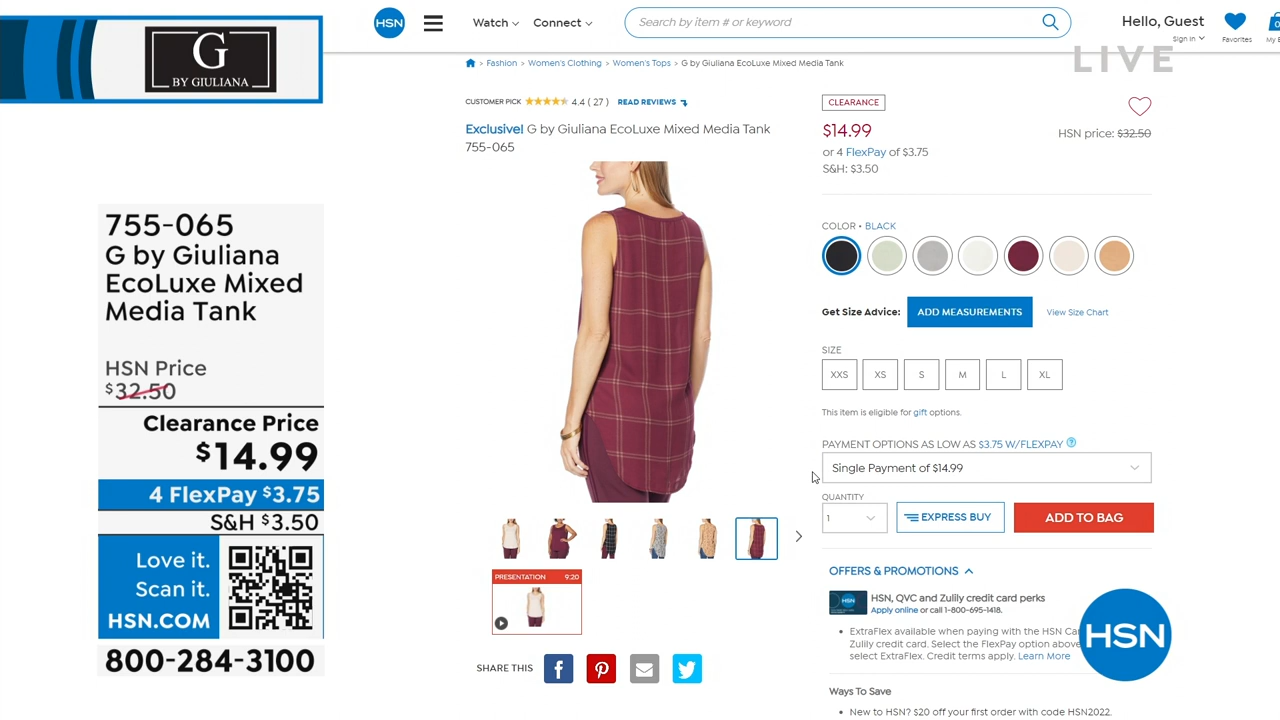 G
BY GIULIANA
755-065
G by Giuliana
EcoLuxe Mixed
Media Tank
HSN Price
$32.50
Clearance Price
$14.99
4 FlexPay $3.75
S&H $3.50
Love it.
Scan it.
HSN.COM
800-284-3100
HSN
Watch
Connect
Search by item # or keyword
Hello, Guest
Sign In
Favorites
0
LIVE
> Fashion > Women's Clothing > Women's Tops > G by Giuliana EcoLuxe Mixed Media Tank
CUSTOMER PICK 4.4 ( 27 ) READ REVIEWS
Exclusive! G by Giuliana EcoLuxe Mixed Media Tank
755-065
PRESENTATION 9:20
SHARE THIS
CLEARANCE
$14.99
HSN price: $32.50
or 4 FlexPay of $3.75
S&H: $3.50
COLOR • BLACK
Get Size Advice: ADD MEASUREMENTS View Size Chart
SIZE
XXS XS S M L XL
This item is eligible for gift options.
PAYMENT OPTIONS AS LOW AS $3.75 W/FLEXPAY ?
Single Payment of $14.99
QUANTITY
1
EXPRESS BUY
ADD TO BAG
OFFERS & PROMOTIONS
HSN, QVC and Zulily credit card perks
Apply online or call 1-800-695-1418.
• ExtraFlex available when paying with the HSN
Zulily credit card. Select the FlexPay option above
select ExtraFlex. Credit terms apply. Learn More
HSN
Ways To Save
• New to HSN? $20 off your first order with code HSN2022.